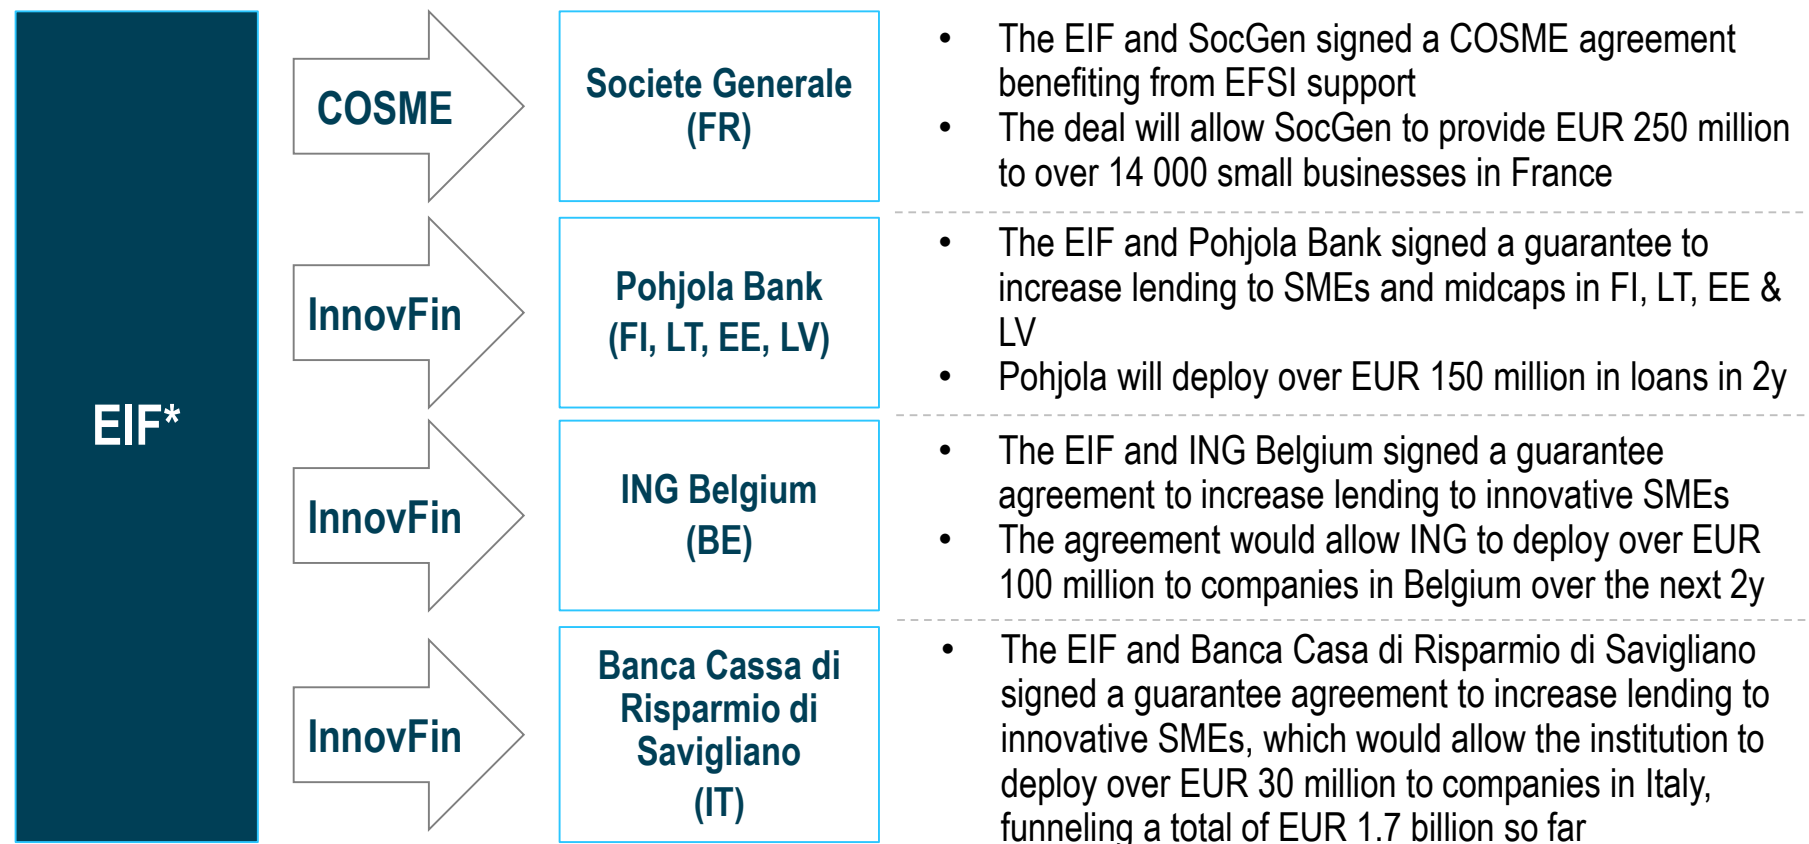 EIF*
COSME
Societe Generale
(FR)
• The EIF and SocGen signed a COSME agreement
benefiting from EFSI support
• The deal will allow SocGen to provide EUR 250 million
to over 14 000 small businesses in France
InnovFin
Pohjola Bank
(FI, LT, EE, LV)
• The EIF and Pohjola Bank signed a guarantee to
increase lending to SMEs and midcaps in FI, LT, EE &
LV
• Pohjola will deploy over EUR 150 million in loans in 2y
InnovFin
ING Belgium
(BE)
• The EIF and ING Belgium signed a guarantee
agreement to increase lending to innovative SMEs
• The agreement would allow ING to deploy over EUR
100 million to companies in Belgium over the next 2y
InnovFin
Banca Cassa di
Risparmio di
Savigliano
(IT)
• The EIF and Banca Casa di Risparmio di Savigliano
signed a guarantee agreement to increase lending to
innovative SMEs, which would allow the institution to
deploy over EUR 30 million to companies in Italy,
funneling a total of EUR 1.7 billion so far